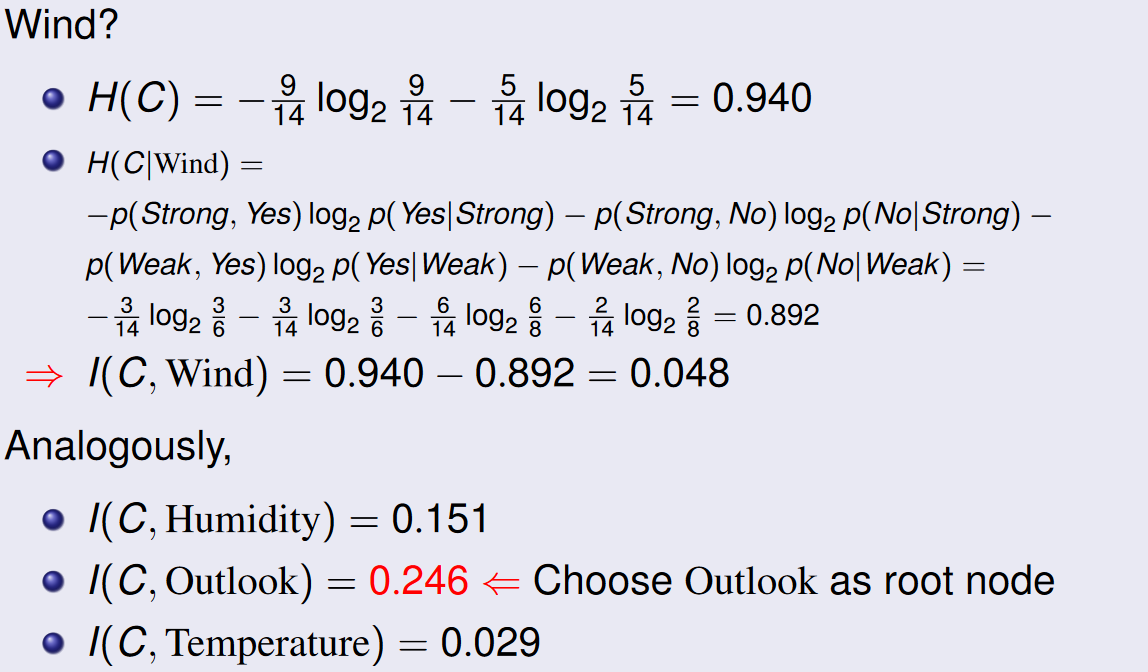 Wind?
H(C) = −9/14 log₂ 9/14 − 5/14 log₂ 5/14 = 0.940
H(C|Wind) =
−p(Strong, Yes) log₂ p(Yes|Strong) − p(Strong, No) log₂ p(No|Strong) −
p(Weak, Yes) log₂ p(Yes|Weak) − p(Weak, No) log₂ p(No|Weak) =
−3/14 log₂ 3/6 − 3/14 log₂ 3/6 − 6/14 log₂ 6/8 − 2/14 log₂ 2/8 = 0.892
⇒ I(C, Wind) = 0.940 − 0.892 = 0.048
Analogously,
I(C, Humidity) = 0.151
I(C, Outlook) = 0.246 ⇐ Choose Outlook as root node
I(C, Temperature) = 0.029